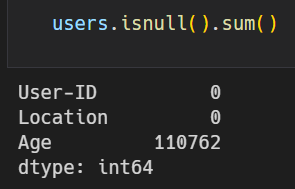 users.isnull().sum()
User-ID 0
Location 0
Age 110762
dtype: int64